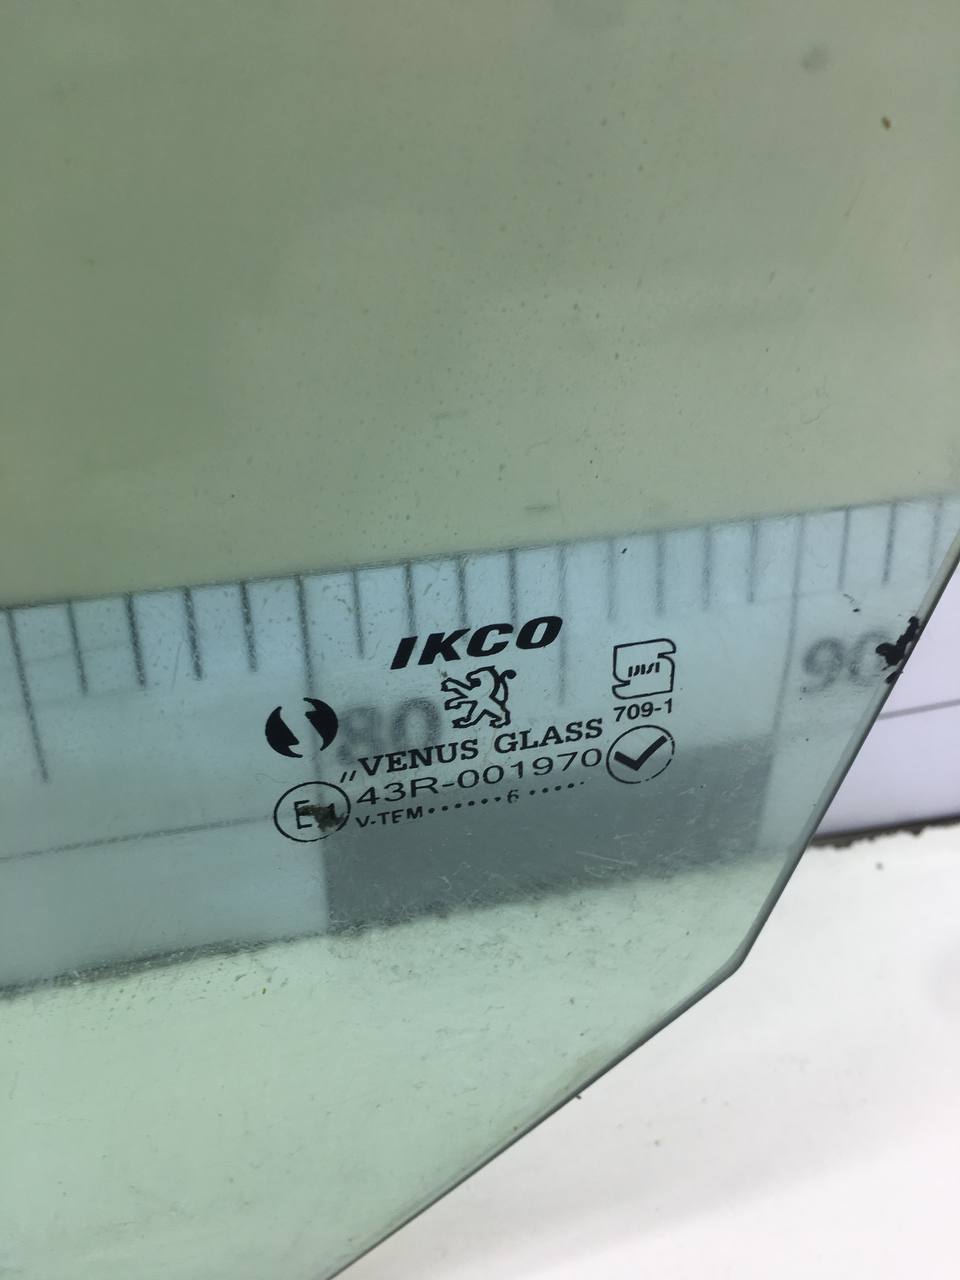 IKCO
709-1
80
90
„VENUS GLASS
43R-001970
V-TEM······6·····